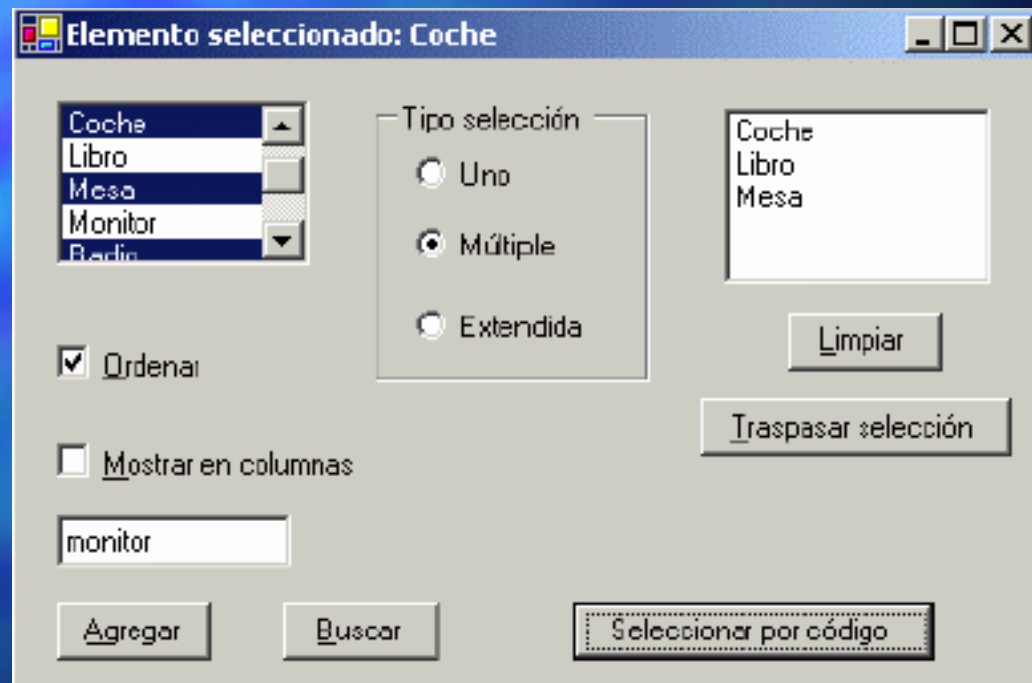 Elemento seleccionado: Coche
Coche
Libro
Mesa
Monitor
Radio
Tipo selección
Uno
Múltiple
Extendida
Coche
Libro
Mesa
Limpiar
Ordenar
Traspasar selección
Mostrar en columnas
monitor
Agregar
Buscar
Seleccionar por código